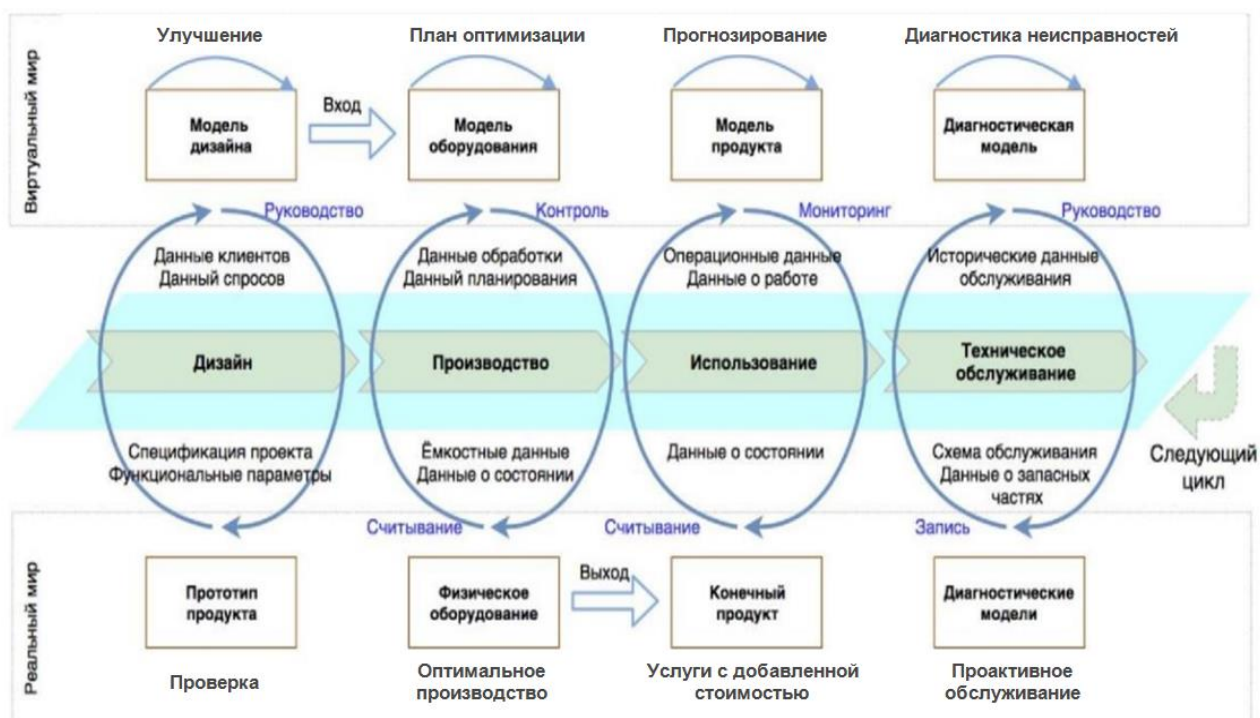 Улучшение
План оптимизации
Прогнозирование
Диагностика неисправностей
Виртуальный мир
Модель
дизайна
Вход
Модель
оборудования
Модель
продукта
Диагностическая
модель
Руководство
Контроль
Мониторинг
Руководство
Данные клиентов
Данный спросов
Данные обработки
Данный планирования
Операционные данные
Данные о работе
Исторические данные
обслуживания
Дизайн
Производство
Использование
Техническое
обслуживание
Спецификация проекта
Функциональные параметры
Ёмкостные данные
Данные о состоянии
Данные о состоянии
Схема обслуживания
Данные о запасных
частях
Следующий
цикл
Считывание
Считывание
Запись
Реальный мир
Прототип
продукта
Физическое
оборудование
Выход
Конечный
продукт
Диагностические
модели
Проверка
Оптимальное
производство
Услуги с добавленной
стоимостью
Проактивное
обслуживание